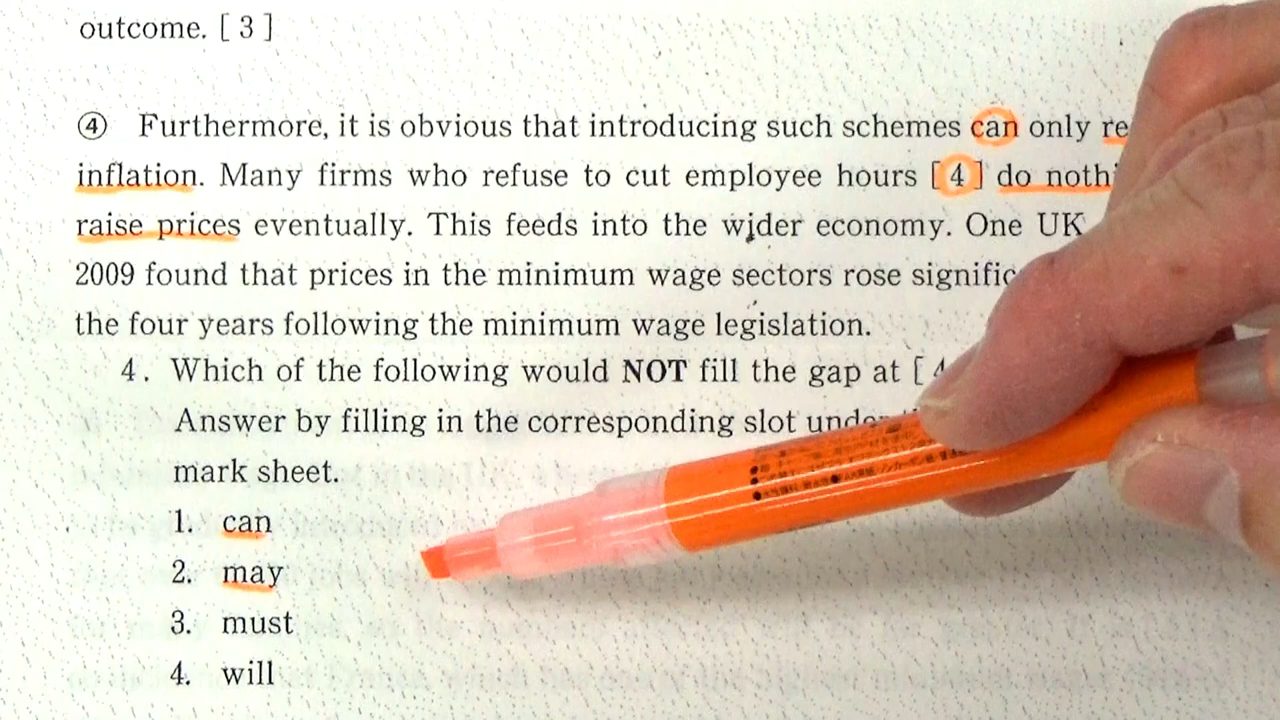 outcome. [ 3 ]
④ Furthermore, it is obvious that introducing such schemes can only
inflation. Many firms who refuse to cut employee hours [ 4 ] do
raise prices eventually. This feeds into the wider economy. One UK
2009 found that prices in the minimum wage sectors rose
the four years following the minimum wage legislation.
4. Which of the following would NOT fill the gap at [
Answer by filling in the corresponding slot
mark sheet.
1. can
2. may
3. must
4. will